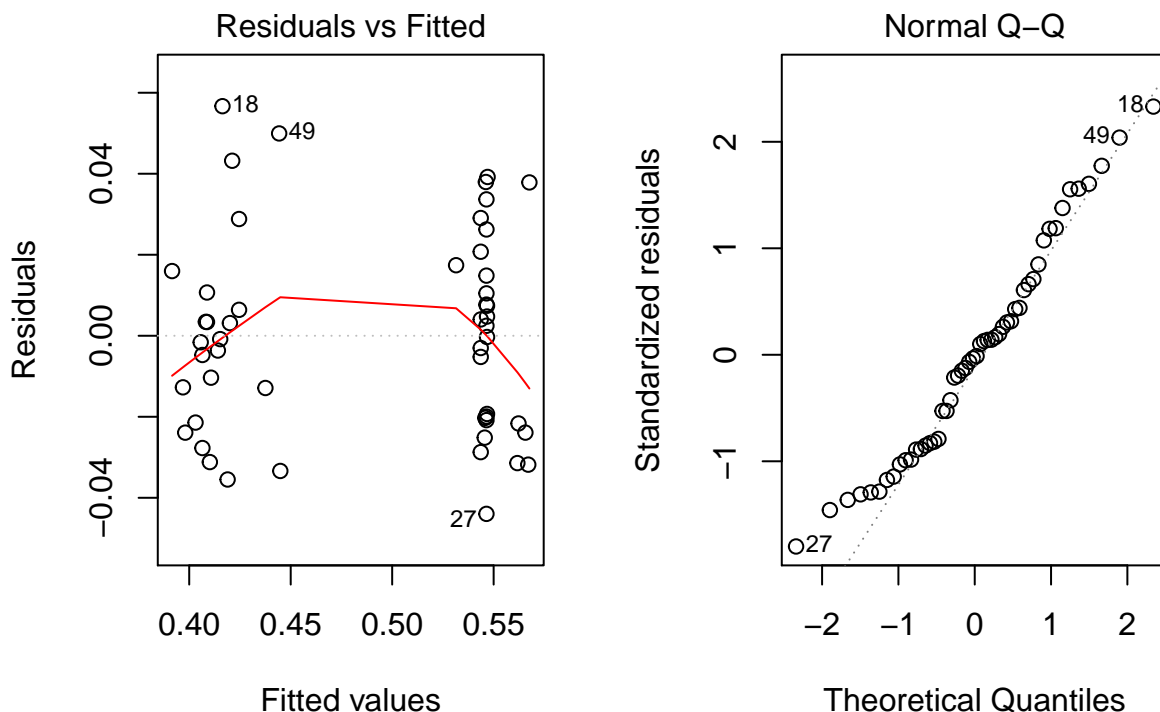 Residuals vs Fitted
Residuals
0.04
0.00
−0.04
18
49
27
0.40 0.45 0.50 0.55
Fitted values
Normal Q−Q
Standardized residuals
2
1
0
−1
18
49
27
−2 −1 0 1 2
Theoretical Quantiles